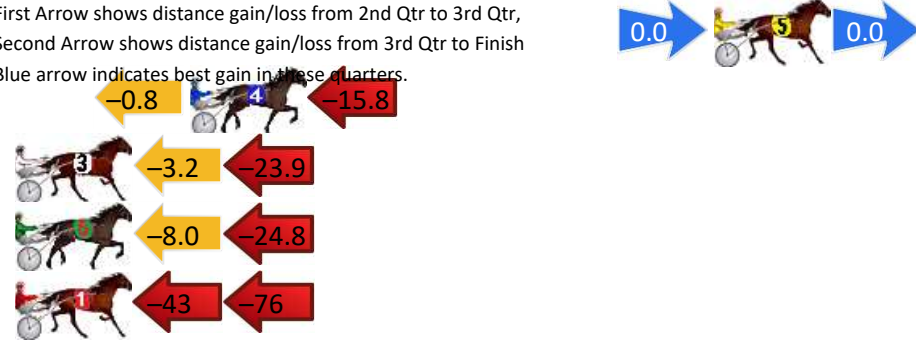 First Arrow shows distance gain/loss from 2nd Qtr to 3rd Qtr,
Second Arrow shows distance gain/loss from 3rd Qtr to Finish
Blue arrow indicates best gain in these quarters.
0.0 5 0.0
–0.8 4 –15.8
3 –3.2 –23.9
6 –8.0 –24.8
1 –43 –76